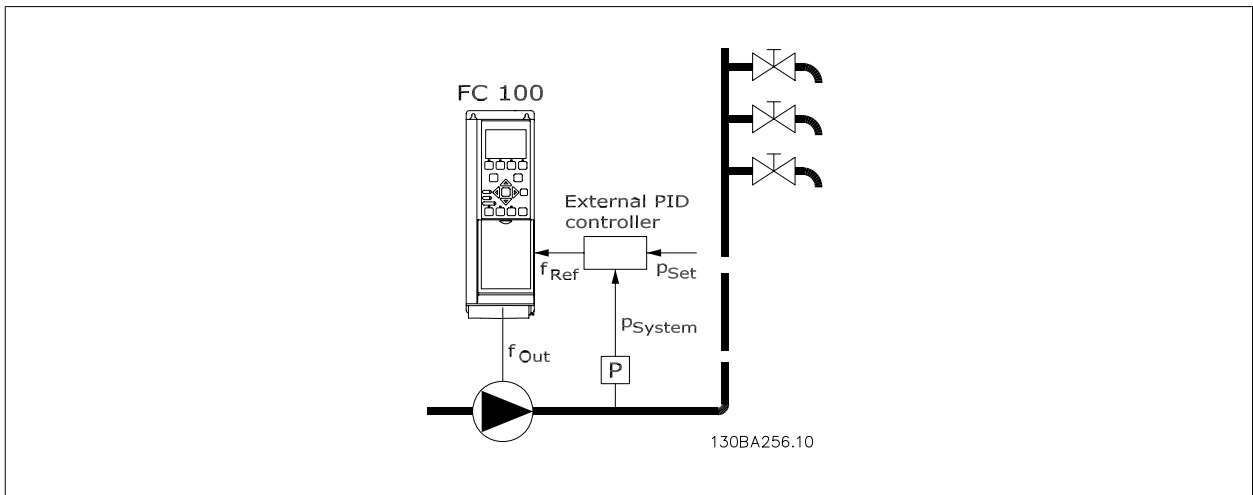 FC 100
External PID
controller
fRef
pSet
pSystem
fOut
P
130BA256.10